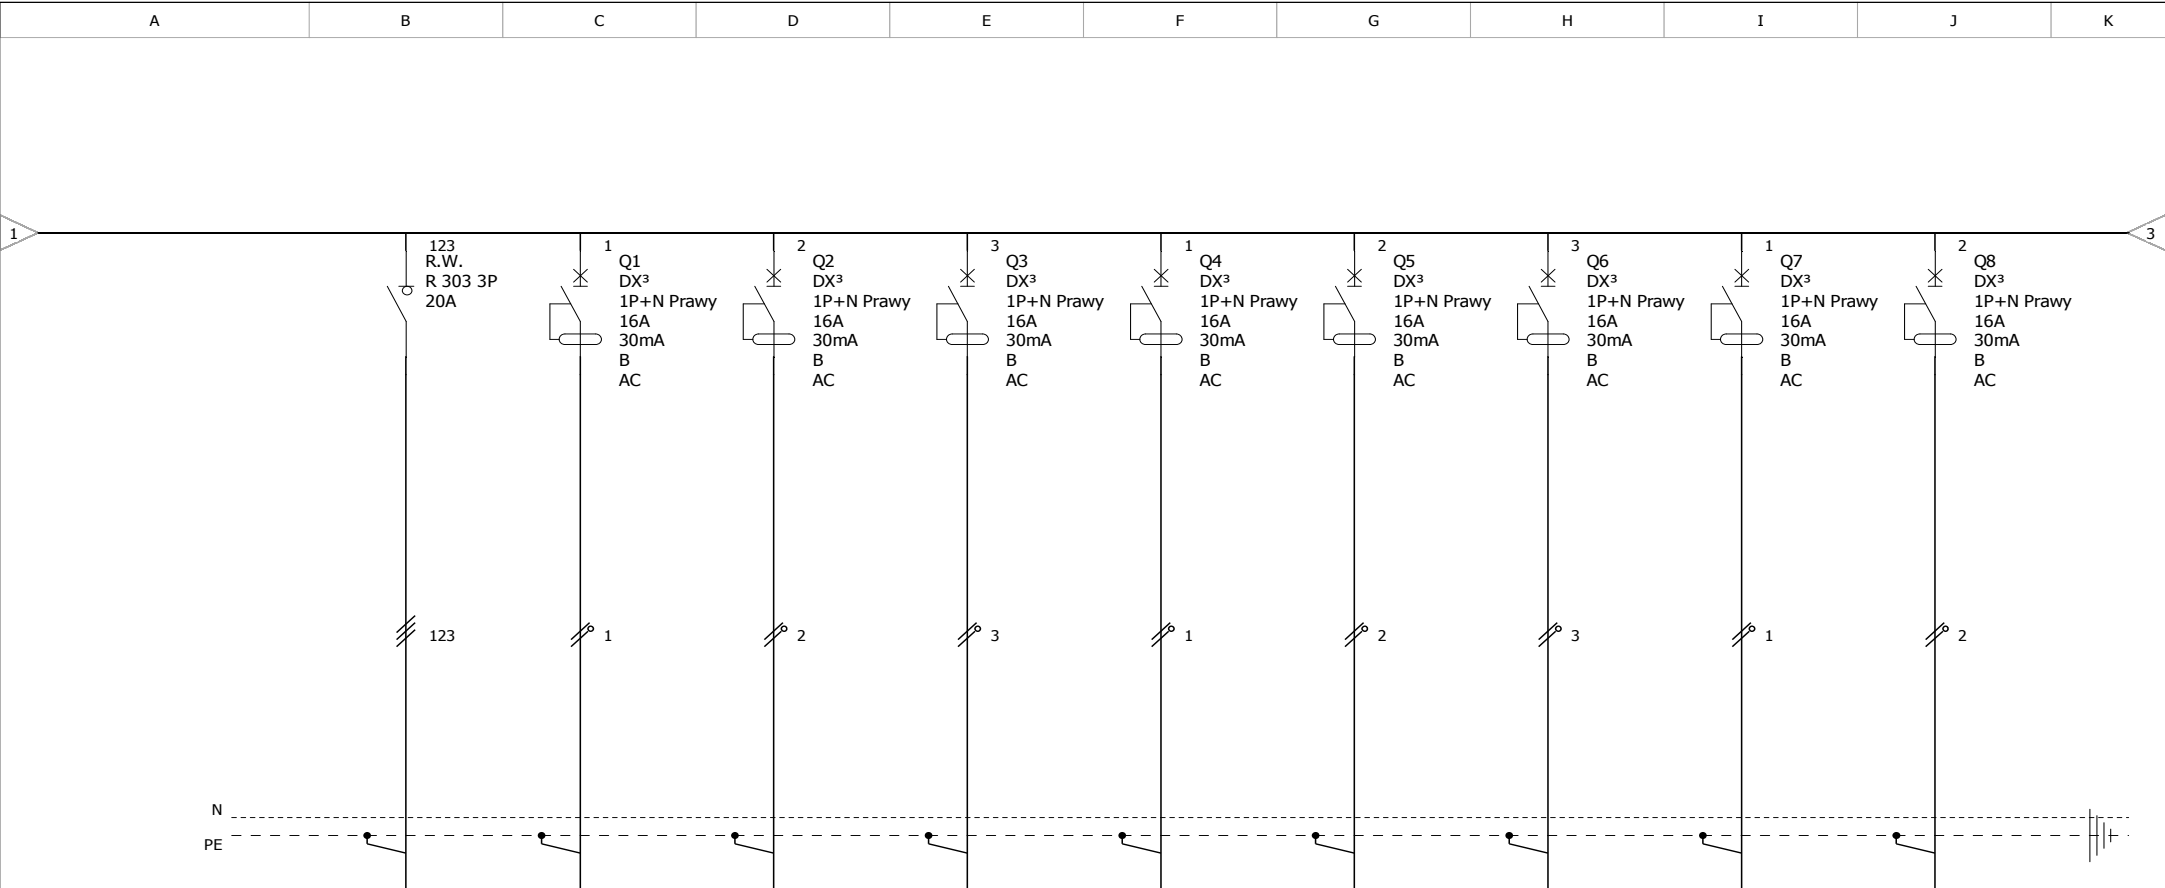 A B C D E F G H I J K
1 3
123
R.W.
R 303 3P
20A
1
Q1
DX³
1P+N Prawy
16A
30mA
B
AC
2
Q2
DX³
1P+N Prawy
16A
30mA
B
AC
3
Q3
DX³
1P+N Prawy
16A
30mA
B
AC
1
Q4
DX³
1P+N Prawy
16A
30mA
B
AC
2
Q5
DX³
1P+N Prawy
16A
30mA
B
AC
3
Q6
DX³
1P+N Prawy
16A
30mA
B
AC
1
Q7
DX³
1P+N Prawy
16A
30mA
B
AC
2
Q8
DX³
1P+N Prawy
16A
30mA
B
AC
123 1 2 3 1 2 3 1 2
N
PE